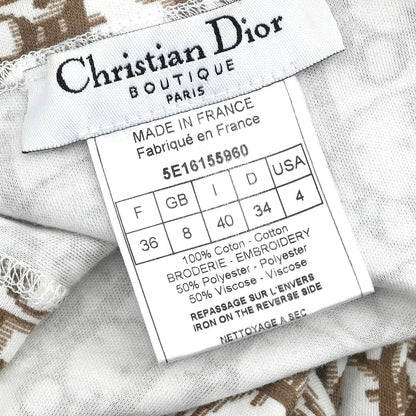 Christian Dior
BOUTIQUE
PARIS
MADE IN FRANCE
Fabriqué en France
5E16155960
F GB I D USA
36 8 40 34 4
100% Coton - Cotton
BRODERIE - EMBROIDERY
50% Polyester - Polyester
50% Viscose - Viscose
REPASSAGE SUR L'ENVERS
IRON ON THE REVERSE SIDE
NETTOYAGE A SEC